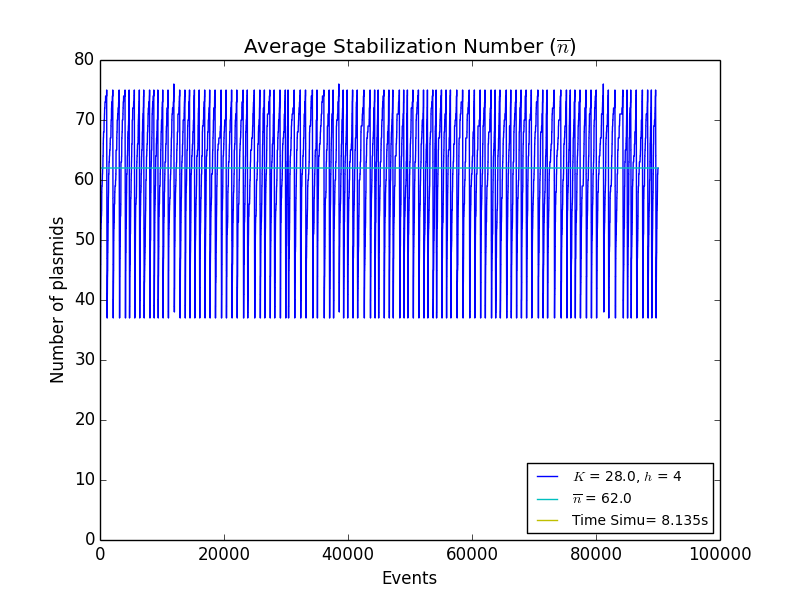 Average Stabilization Number (n̅)
80
70
60
50
40
30
20
10
0
Number of plasmids
K = 28.0, h = 4
n̅ = 62.0
Time Simu= 8.135s
0 20000 40000 60000 80000 100000
Events